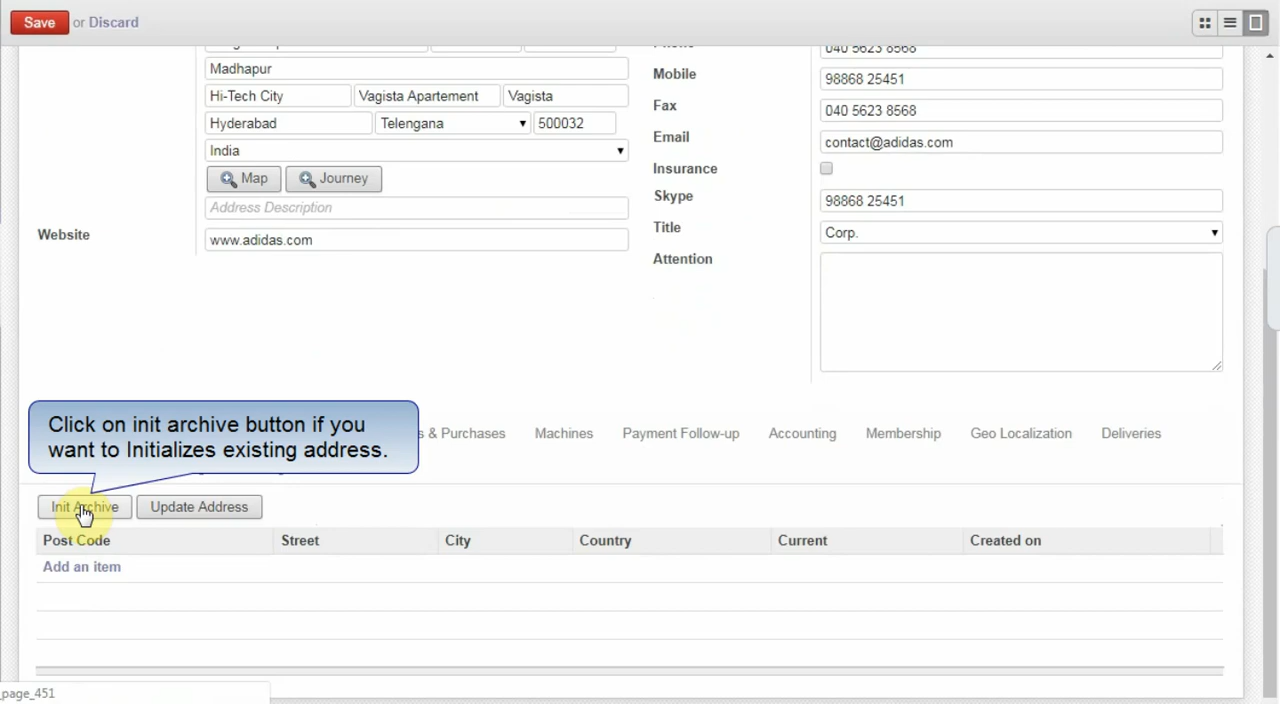 Save or Discard
040 5623 8568
Madhapur
Mobile
98868 25451
Hi-Tech City Vagista Apartement Vagista
Fax
040 5623 8568
Hyderabad Telengana 500032
Email
contact@adidas.com
India
Insurance
Map Journey
Skype
98868 25451
Address Description
Title
Corp.
Website
www.adidas.com
Attention
Click on init archive button if you
want to Initializes existing address.
s & Purchases Machines Payment Follow-up Accounting Membership Geo Localization Deliveries
Init Archive Update Address
Post Code Street City Country Current Created on
Add an item
_page_451